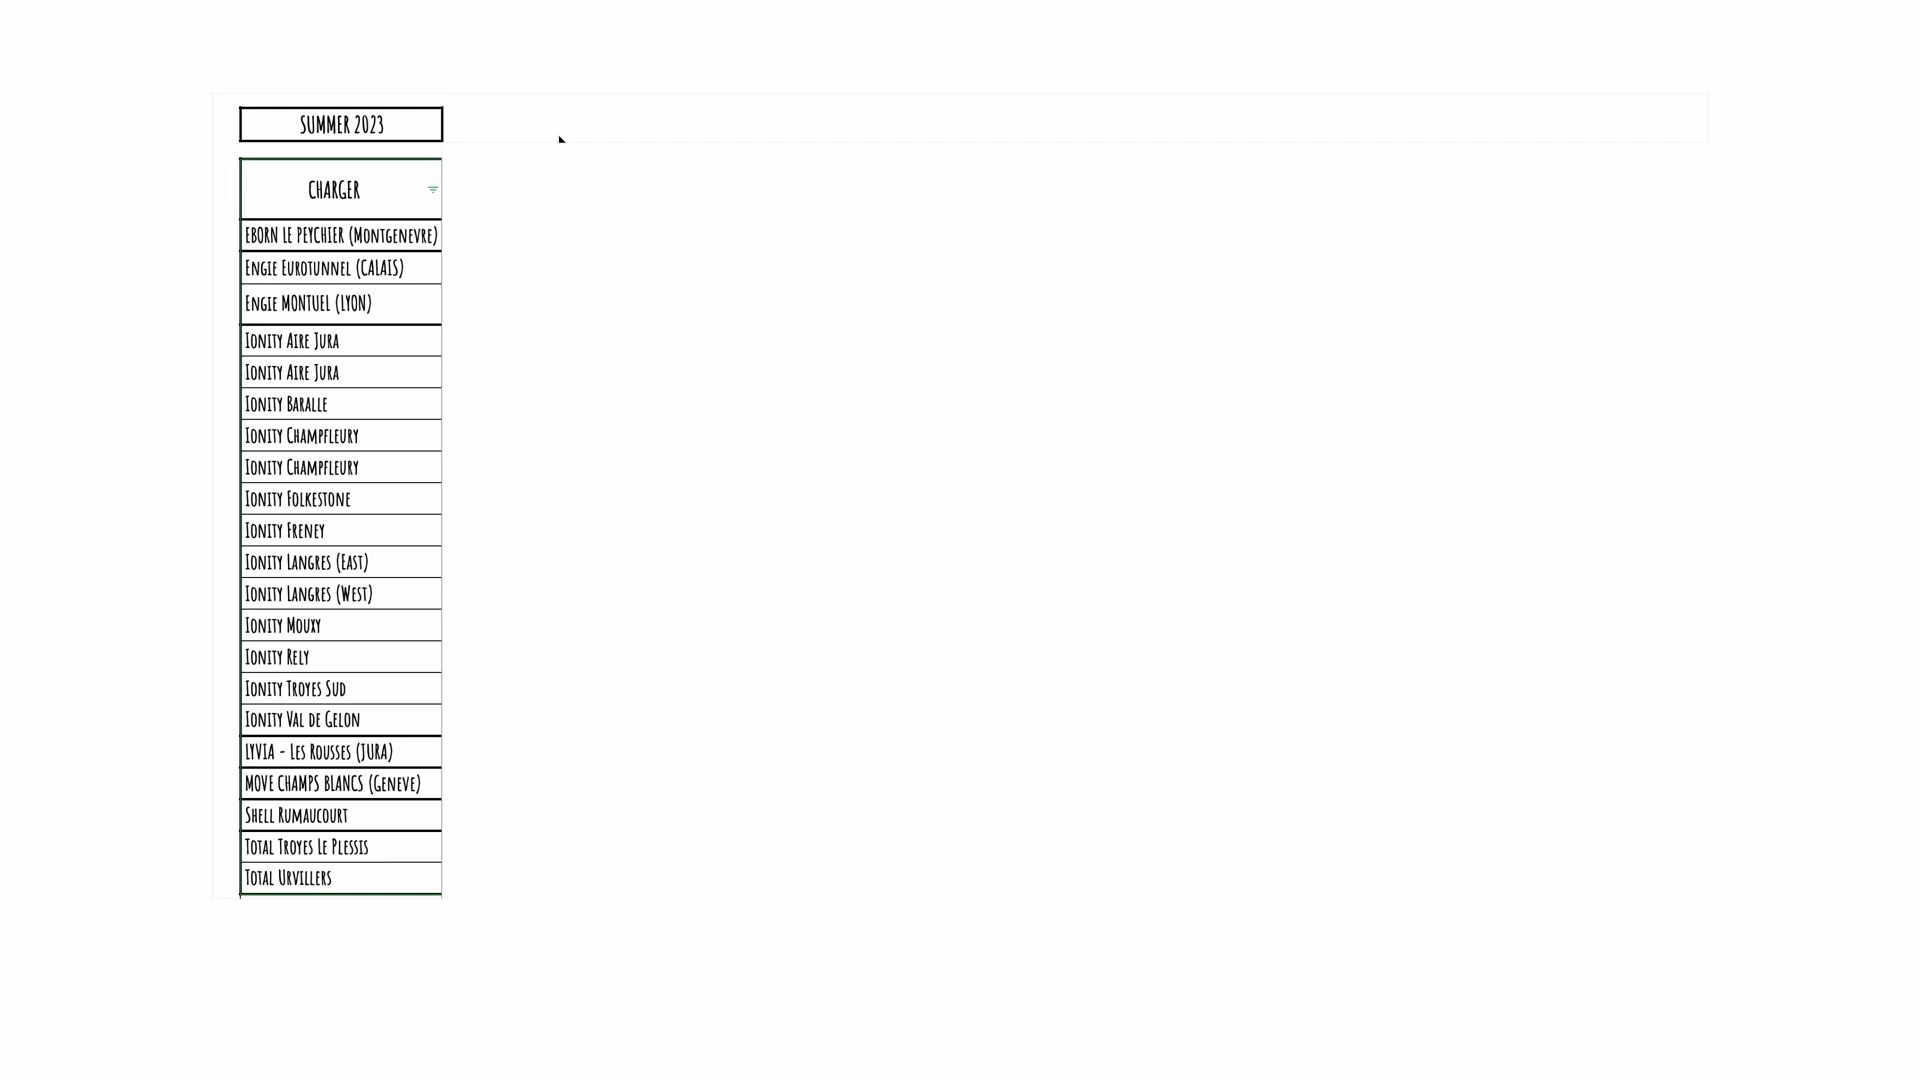 SUMMER 2023
CHARGER
EBORN LE PEYCHIER (Montgenevre)
Engie Eurotunnel (CALAIS)
Engie MONTUEL (LYON)
Ionity Aire Jura
Ionity Aire Jura
Ionity Baralle
Ionity Champfleury
Ionity Champfleury
Ionity Folkestone
Ionity Freney
Ionity Langres (East)
Ionity Langres (West)
Ionity Mouxy
Ionity Rely
Ionity Troyes Sud
Ionity Val de Gelon
LYVIA - Les Rousses (JURA)
MOVE CHAMPS BLANCS (Geneve)
Shell Rumaucourt
Total Troyes Le Plessis
Total Urvillers